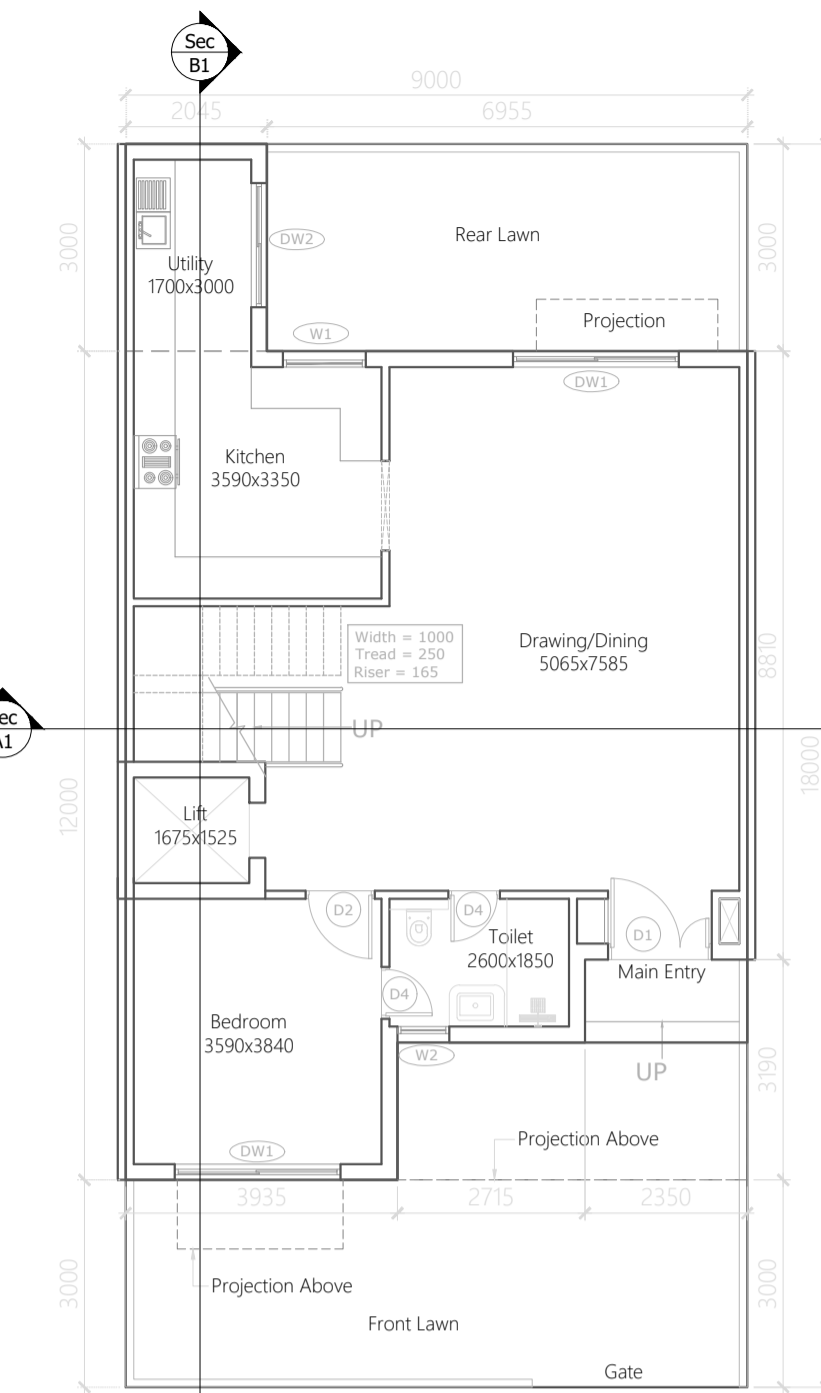 Sec
B1
9000
2045
6955
3000
3000
Rear Lawn
DW2
Utility
1700x3000
Projection
W1
DW1
Kitchen
3590x3350
Width = 1000
Tread = 250
Riser = 165
Drawing/Dining
5065x7585
8810
UP
12000
18000
Lift
1675x1525
D2
D4
D1
Toilet
2600x1850
Main Entry
D4
Bedroom
3590x3840
W2
UP
3190
DW1
Projection Above
3935
2715
2350
3000
3000
Projection Above
Front Lawn
Gate